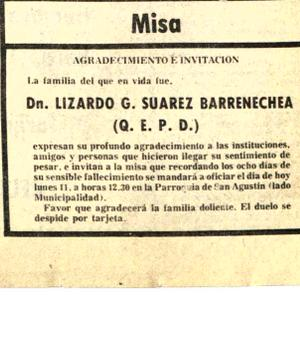 Misa
AGRADECIMIENTO E INVITACION
La familia del que en vida fue.
Dn. LIZARDO G. SUAREZ BARRENECHEA
(Q. E. P. D.)
expresan su profundo agradecimiento a las instituciones,
amigos y personas que hicieron llegar su sentimiento de
pesar, e invitan a la misa que recordando los ocho días de
su sensible fallecimiento se mandará a oficiar el día de hoy
lunes 11, a horas 12.30 en la Parroquia de San Agustín (lado
Municipalidad).
Favor que agradecerá la familia doliente. El duelo se
despide por tarjeta.